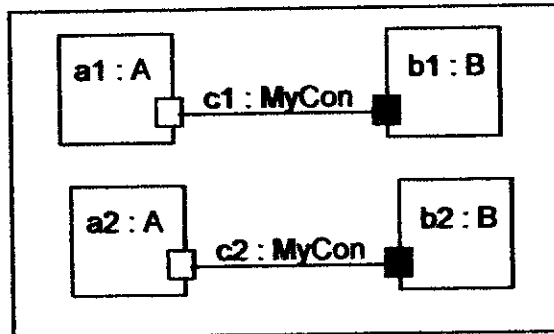 a1 : A
c1 : MyCon
b1 : B
a2 : A
c2 : MyCon
b2 : B